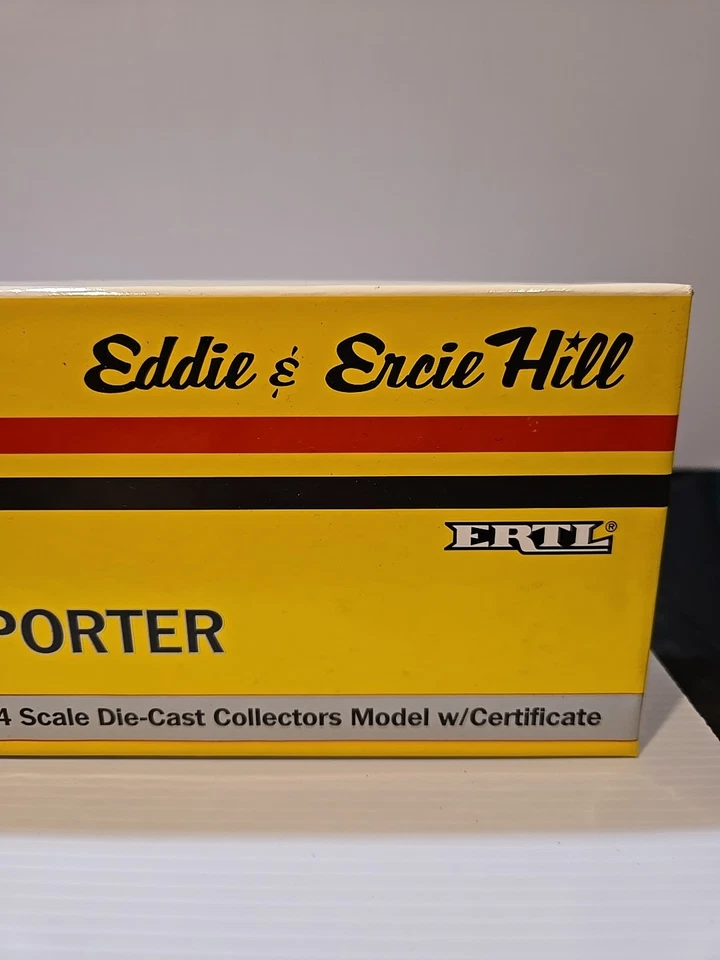 Eddie & Ercie Hill
ERTL®
PORTER
4 Scale Die-Cast Collectors Model w/Certificate